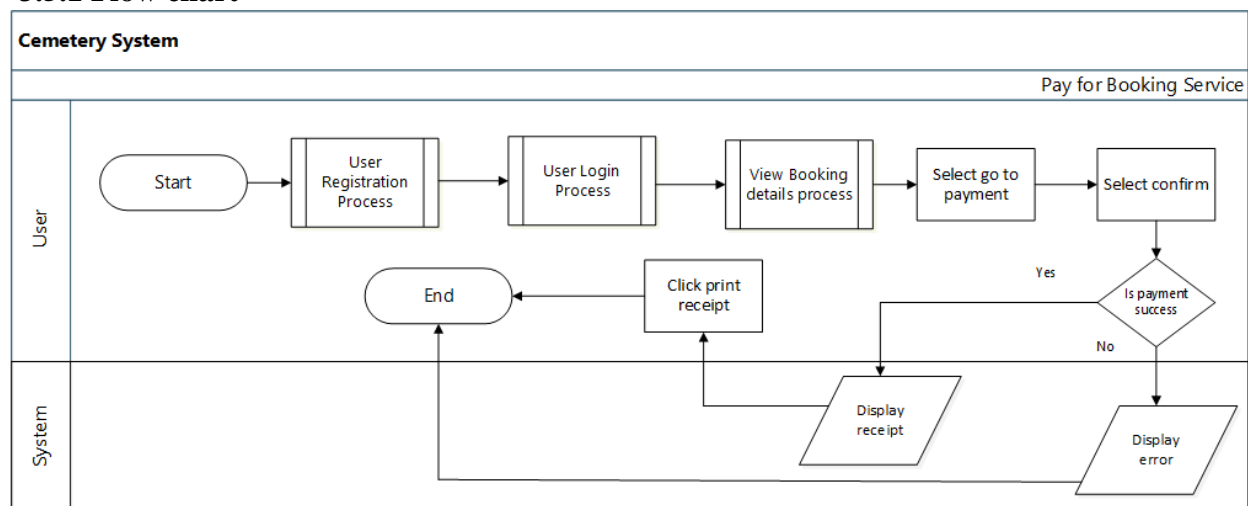 Cemetery System
Pay for Booking Service
User
Start
User
Registration
Process
User Login
Process
View Booking
details process
Select go to
payment
Select confirm
End
Click print
receipt
Yes
Is payment
success
No
System
Display
receipt
Display
error